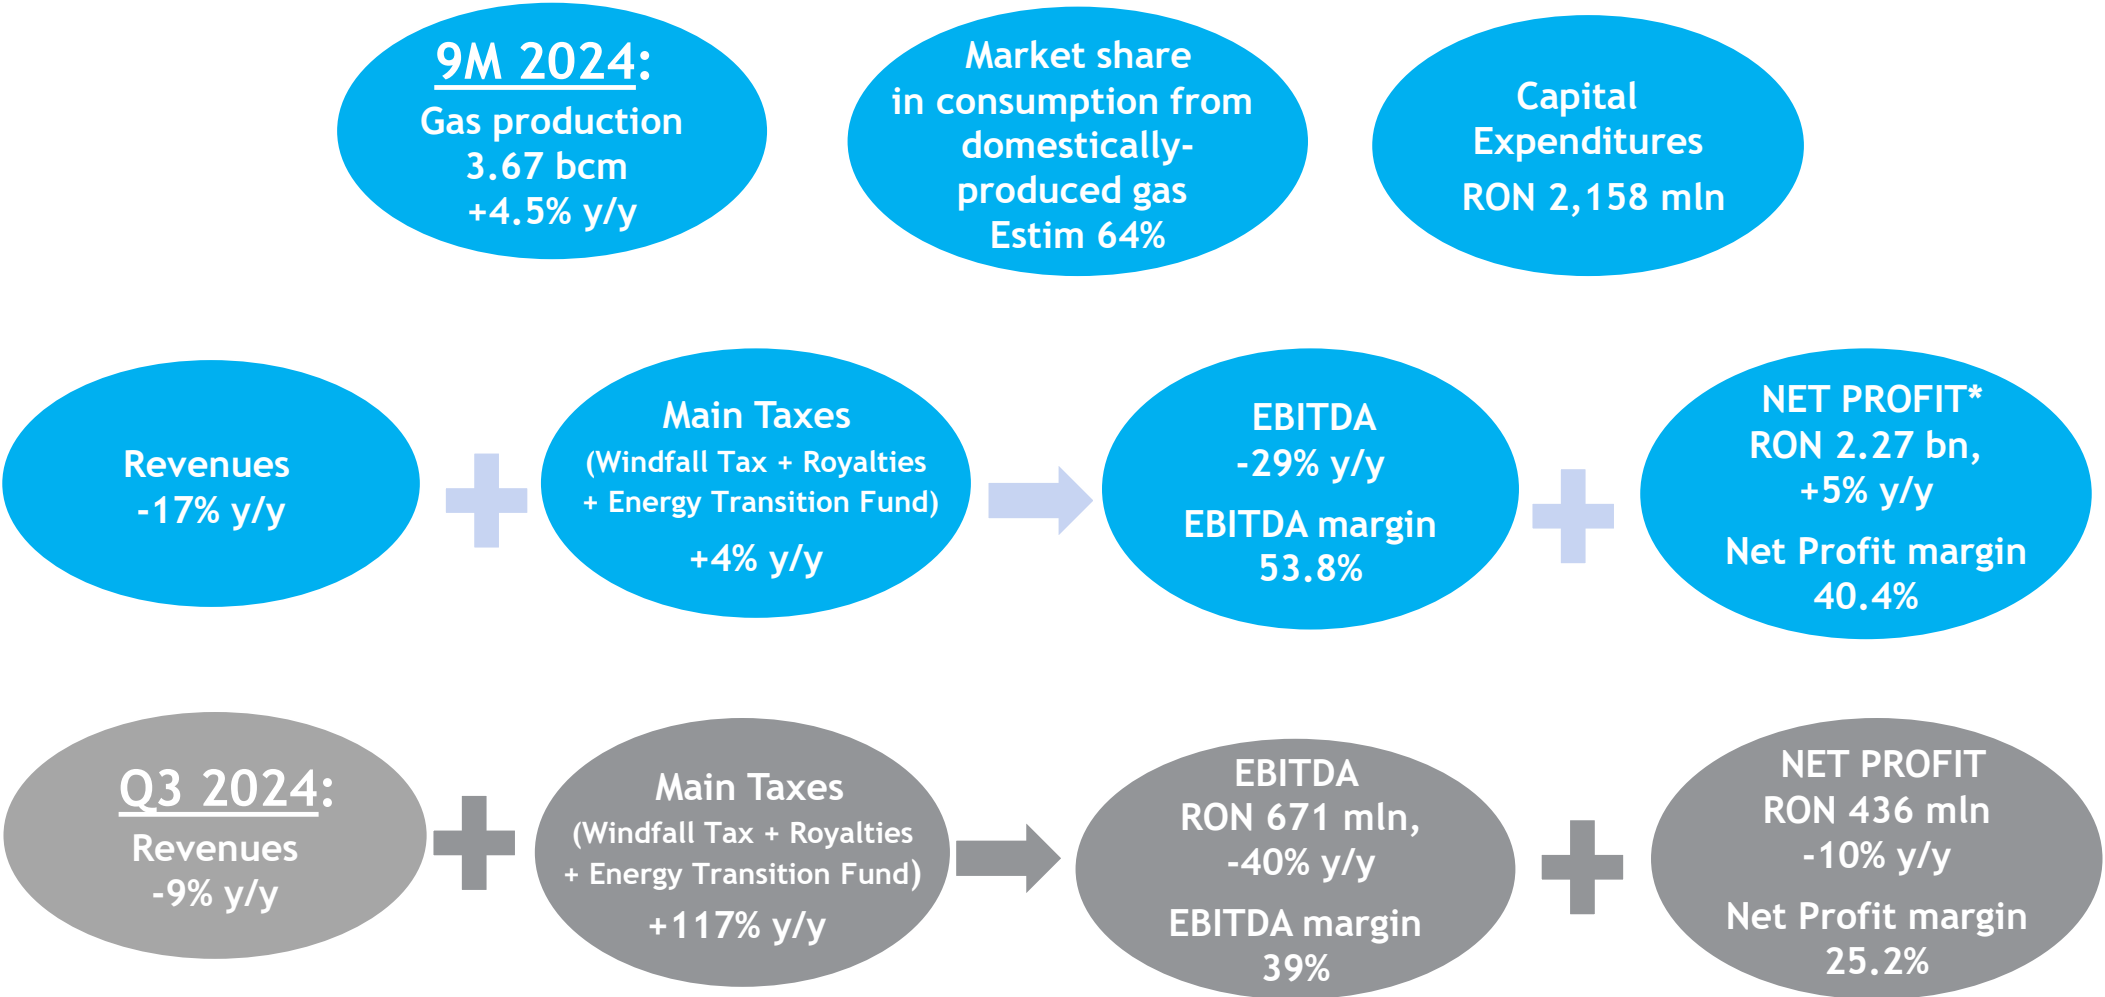 9M 2024:
Gas production
3.67 bcm
+4.5% y/y
Market share
in consumption from
domestically-
produced gas
Estim 64%
Capital
Expenditures
RON 2,158 mln
Revenues
-17% y/y
Main Taxes
(Windfall Tax + Royalties
+ Energy Transition Fund)
+4% y/y
EBITDA
-29% y/y
EBITDA margin
53.8%
NET PROFIT*
RON 2.27 bn,
+5% y/y
Net Profit margin
40.4%
Q3 2024:
Revenues
-9% y/y
Main Taxes
(Windfall Tax + Royalties
+ Energy Transition Fund)
+117% y/y
EBITDA
RON 671 mln,
-40% y/y
EBITDA margin
39%
NET PROFIT
RON 436 mln
-10% y/y
Net Profit margin
25.2%